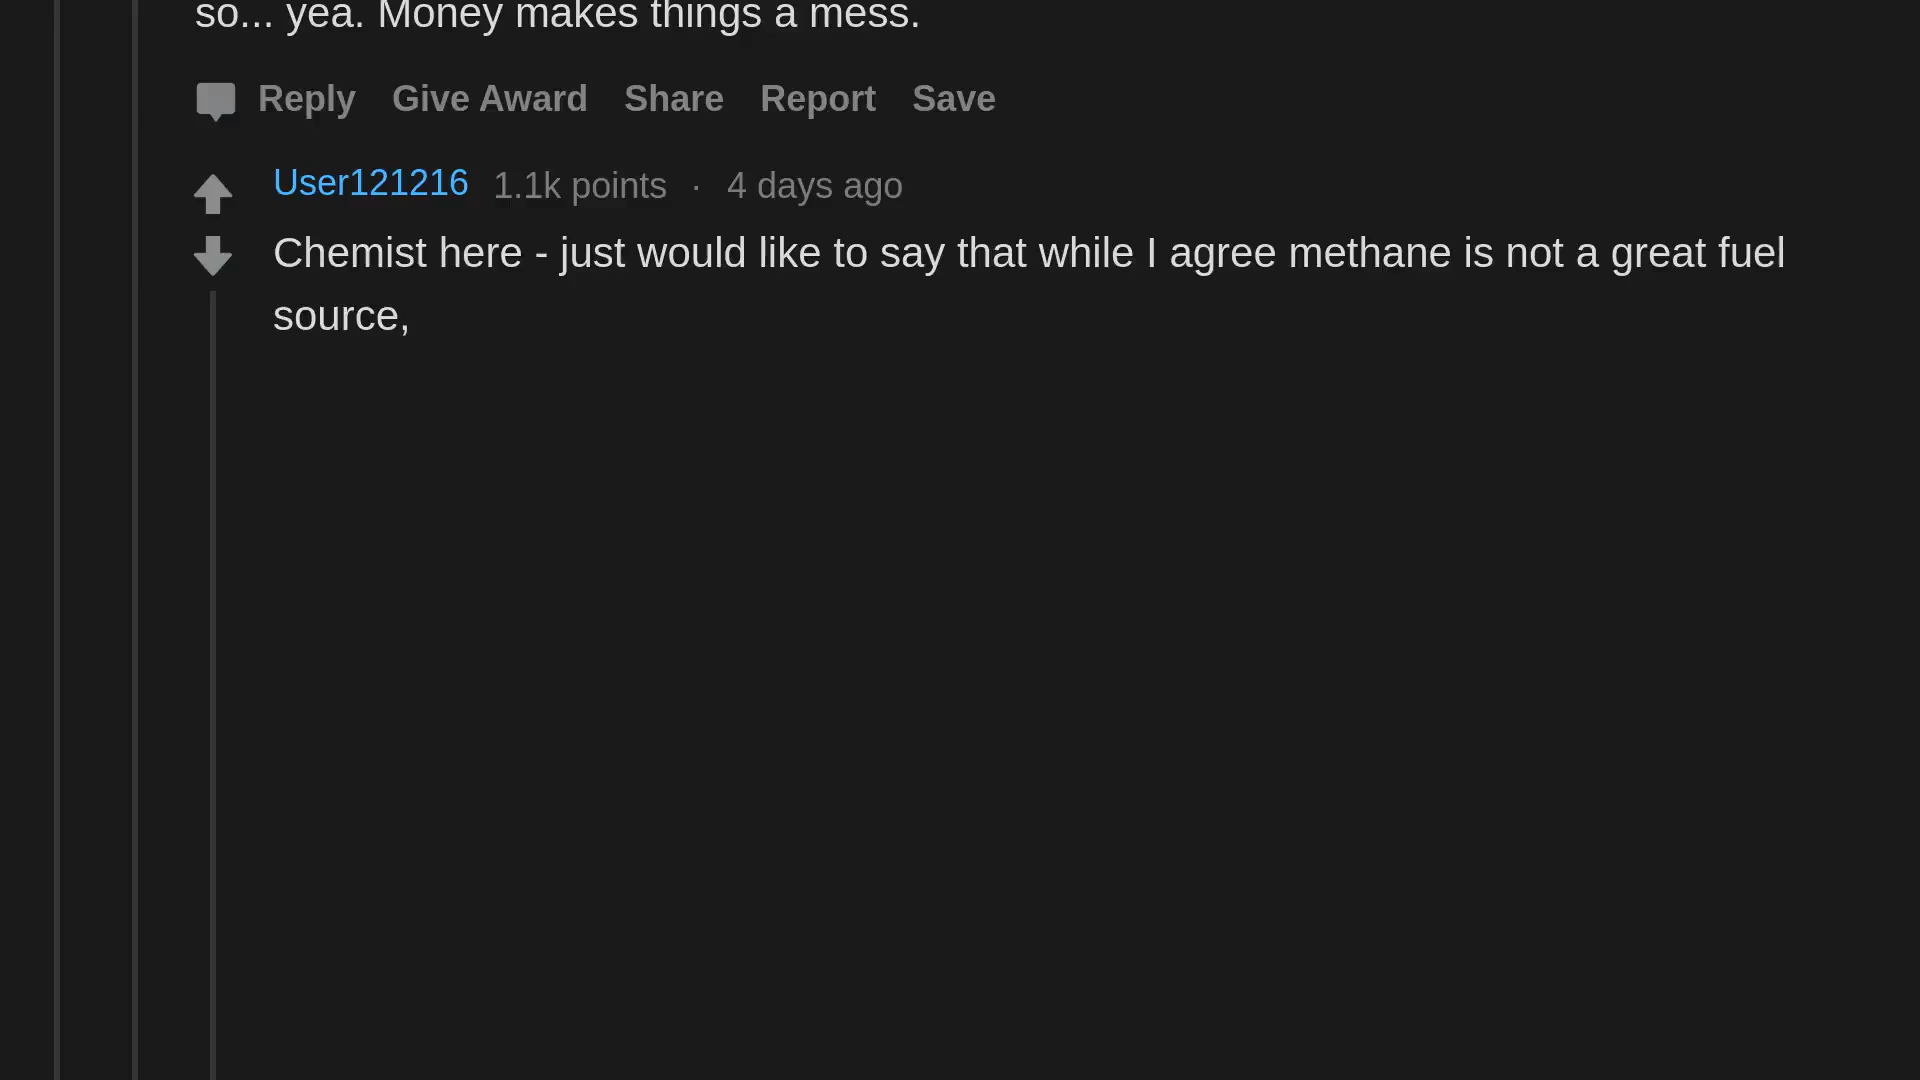 so... yea. Money makes things a mess.
Reply Give Award Share Report Save
User121216 1.1k points · 4 days ago
Chemist here - just would like to say that while I agree methane is not a great fuel
source,